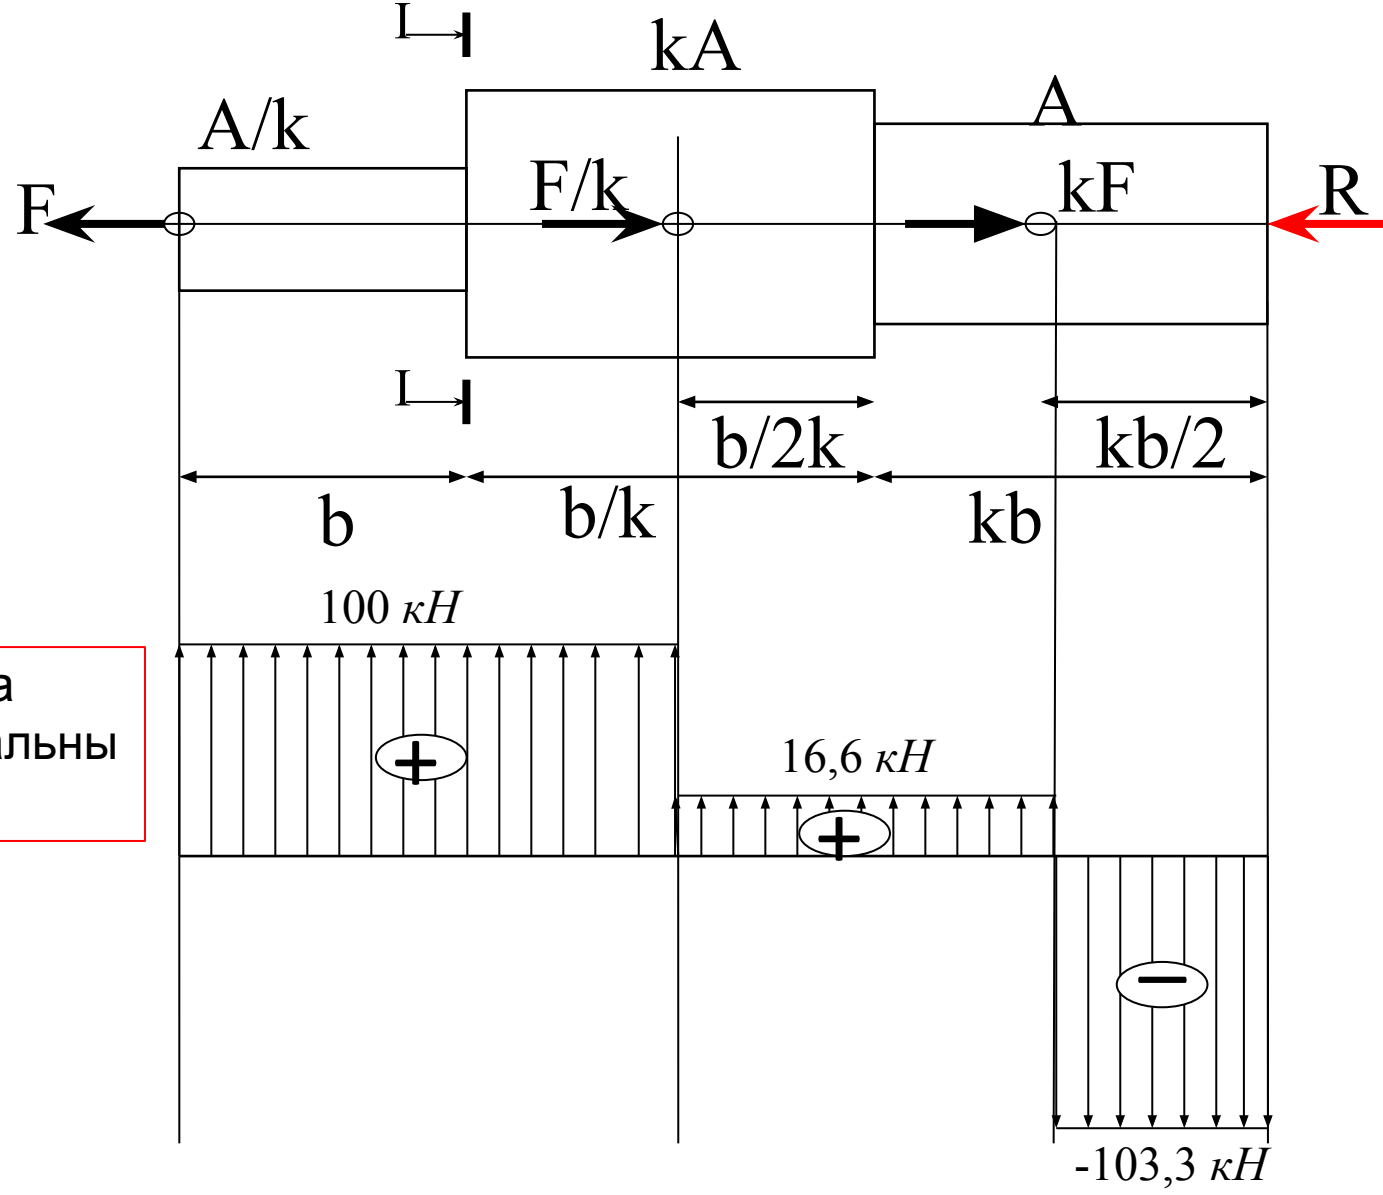 I
kA
A
A/k
F
F/k
kF
R
I
b/2k
kb/2
b
b/k
kb
100 кН
16,6 кН
+
+
−
-103,3 кН